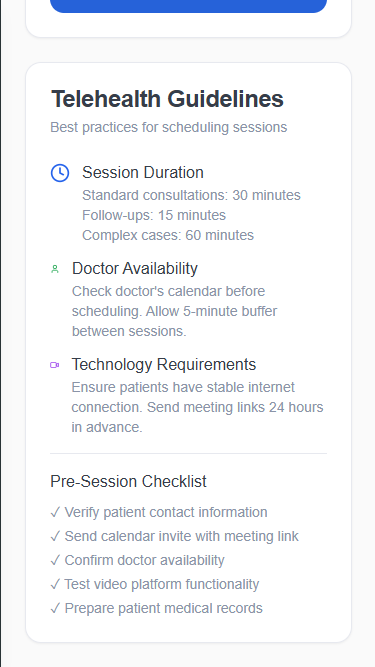 Telehealth Guidelines
Best practices for scheduling sessions
Session Duration
Standard consultations: 30 minutes
Follow-ups: 15 minutes
Complex cases: 60 minutes
Doctor Availability
Check doctor's calendar before
scheduling. Allow 5-minute buffer
between sessions.
Technology Requirements
Ensure patients have stable internet
connection. Send meeting links 24 hours
in advance.
Pre-Session Checklist
✓ Verify patient contact information
✓ Send calendar invite with meeting link
✓ Confirm doctor availability
✓ Test video platform functionality
✓ Prepare patient medical records